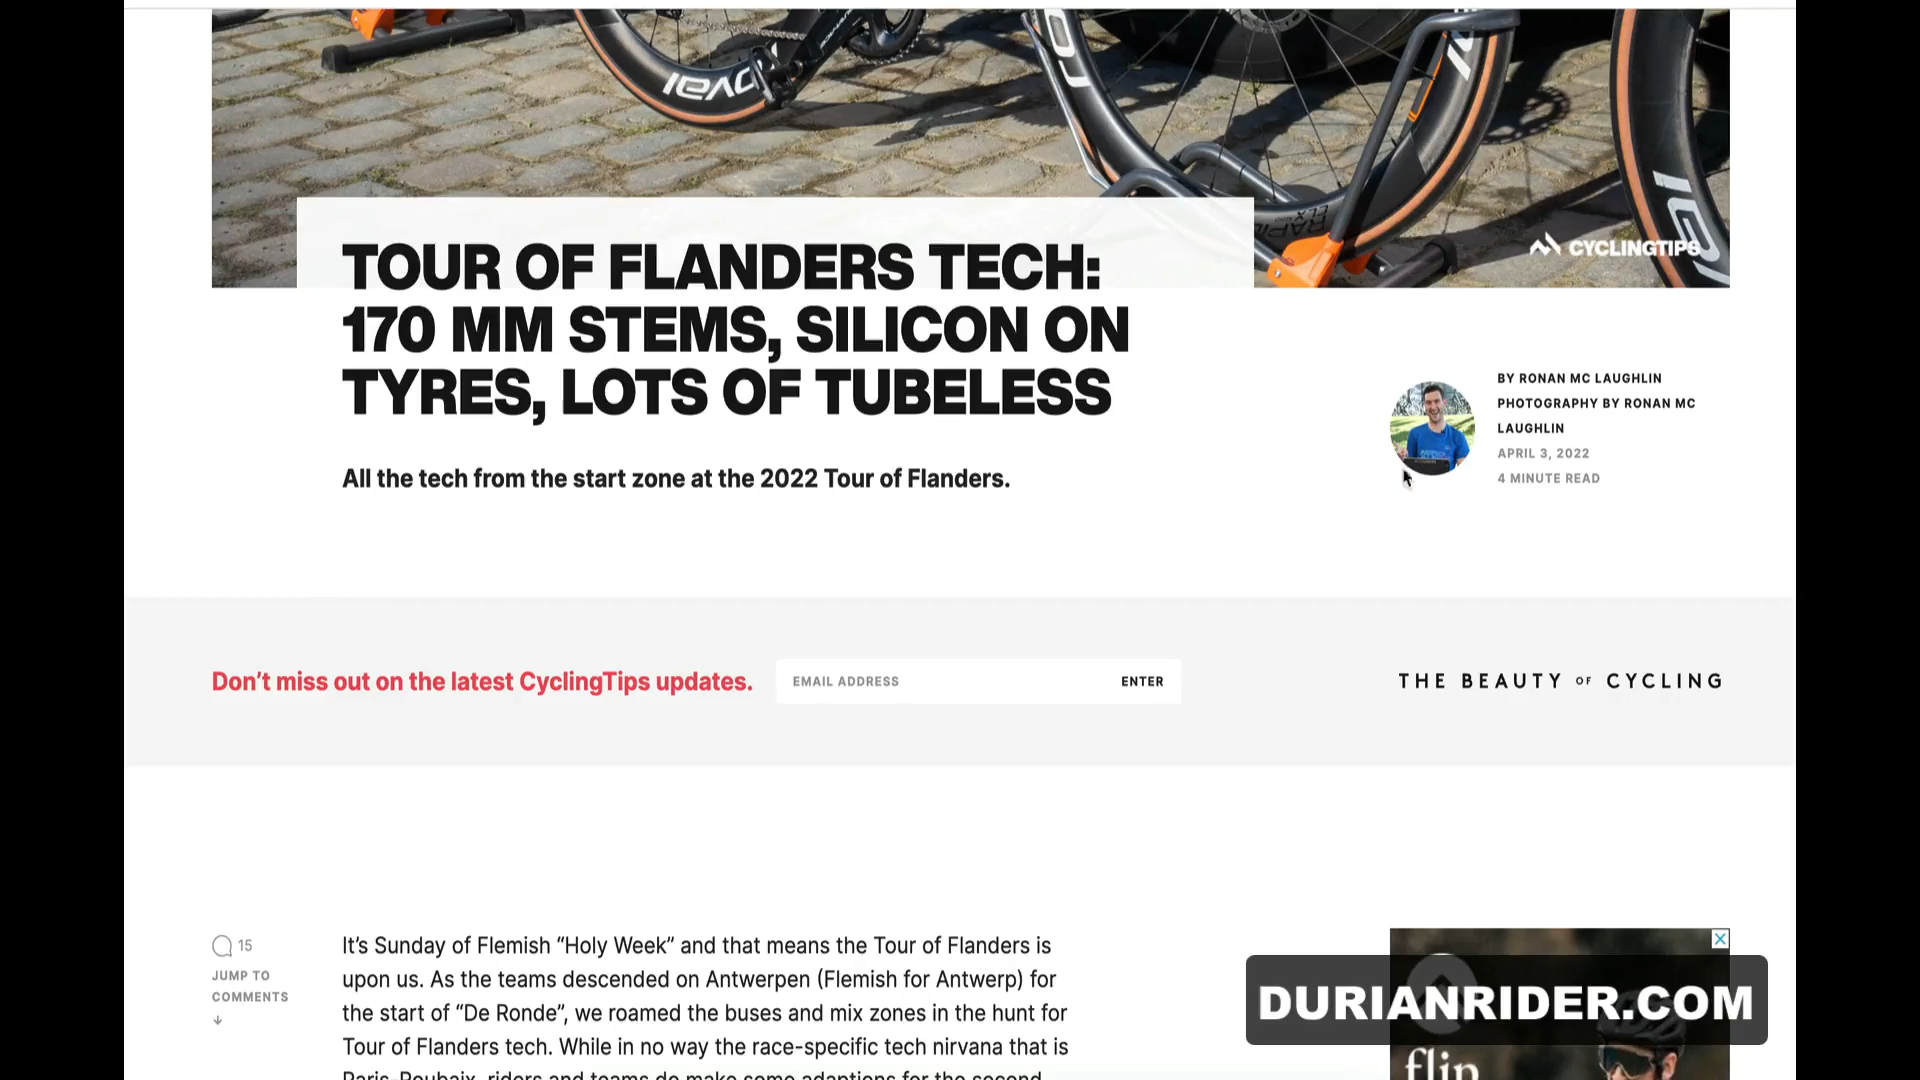 roval
ro
CYCLINGTIPS
TOUR OF FLANDERS TECH:
170 MM STEMS, SILICON ON
TYRES, LOTS OF TUBELESS
All the tech from the start zone at the 2022 Tour of Flanders.
BY RONAN MC LAUGHLIN
PHOTOGRAPHY BY RONAN MC
LAUGHLIN
APRIL 3, 2022
4 MINUTE READ
Don’t miss out on the latest CyclingTips updates.
EMAIL ADDRESS
ENTER
THE BEAUTY OF CYCLING
15
JUMP TO
COMMENTS
It’s Sunday of Flemish “Holy Week” and that means the Tour of Flanders is
upon us. As the teams descended on Antwerpen (Flemish for Antwerp) for
the start of “De Ronde”, we roamed the buses and mix zones in the hunt for
Tour of Flanders tech. While in no way the race-specific tech nirvana that is
Paris-Roubaix, riders and teams do make some adaptions for the second
DURIANRIDER.COM
flip